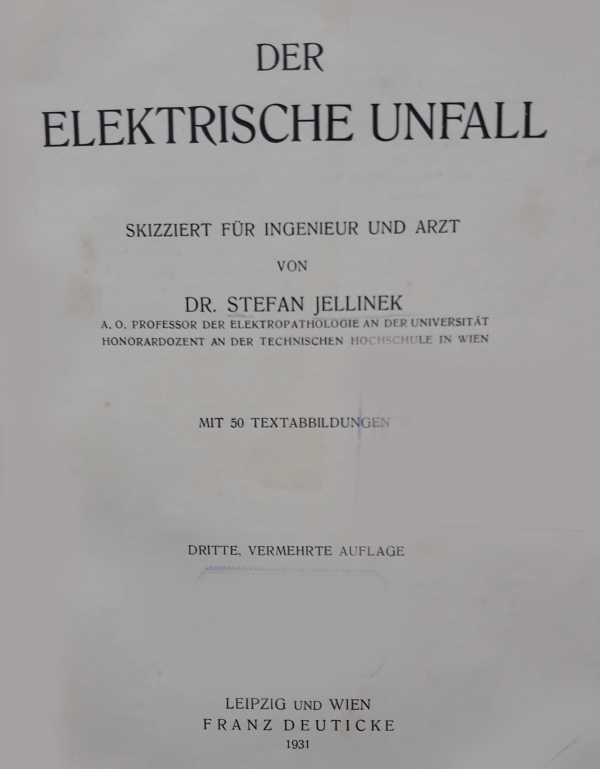 DER
ELEKTRISCHE UNFALL
SKIZZIERT FÜR INGENIEUR UND ARZT
VON
DR. STEFAN JELLINEK
A. O. PROFESSOR DER ELEKTROPATHOLOGIE AN DER UNIVERSITÄT
HONORARDOZENT AN DER TECHNISCHEN HOCHSCHULE IN WIEN
MIT 50 TEXTABBILDUNGEN
DRITTE, VERMEHRTE AUFLAGE
LEIPZIG UND WIEN
FRANZ DEUTICKE
1931